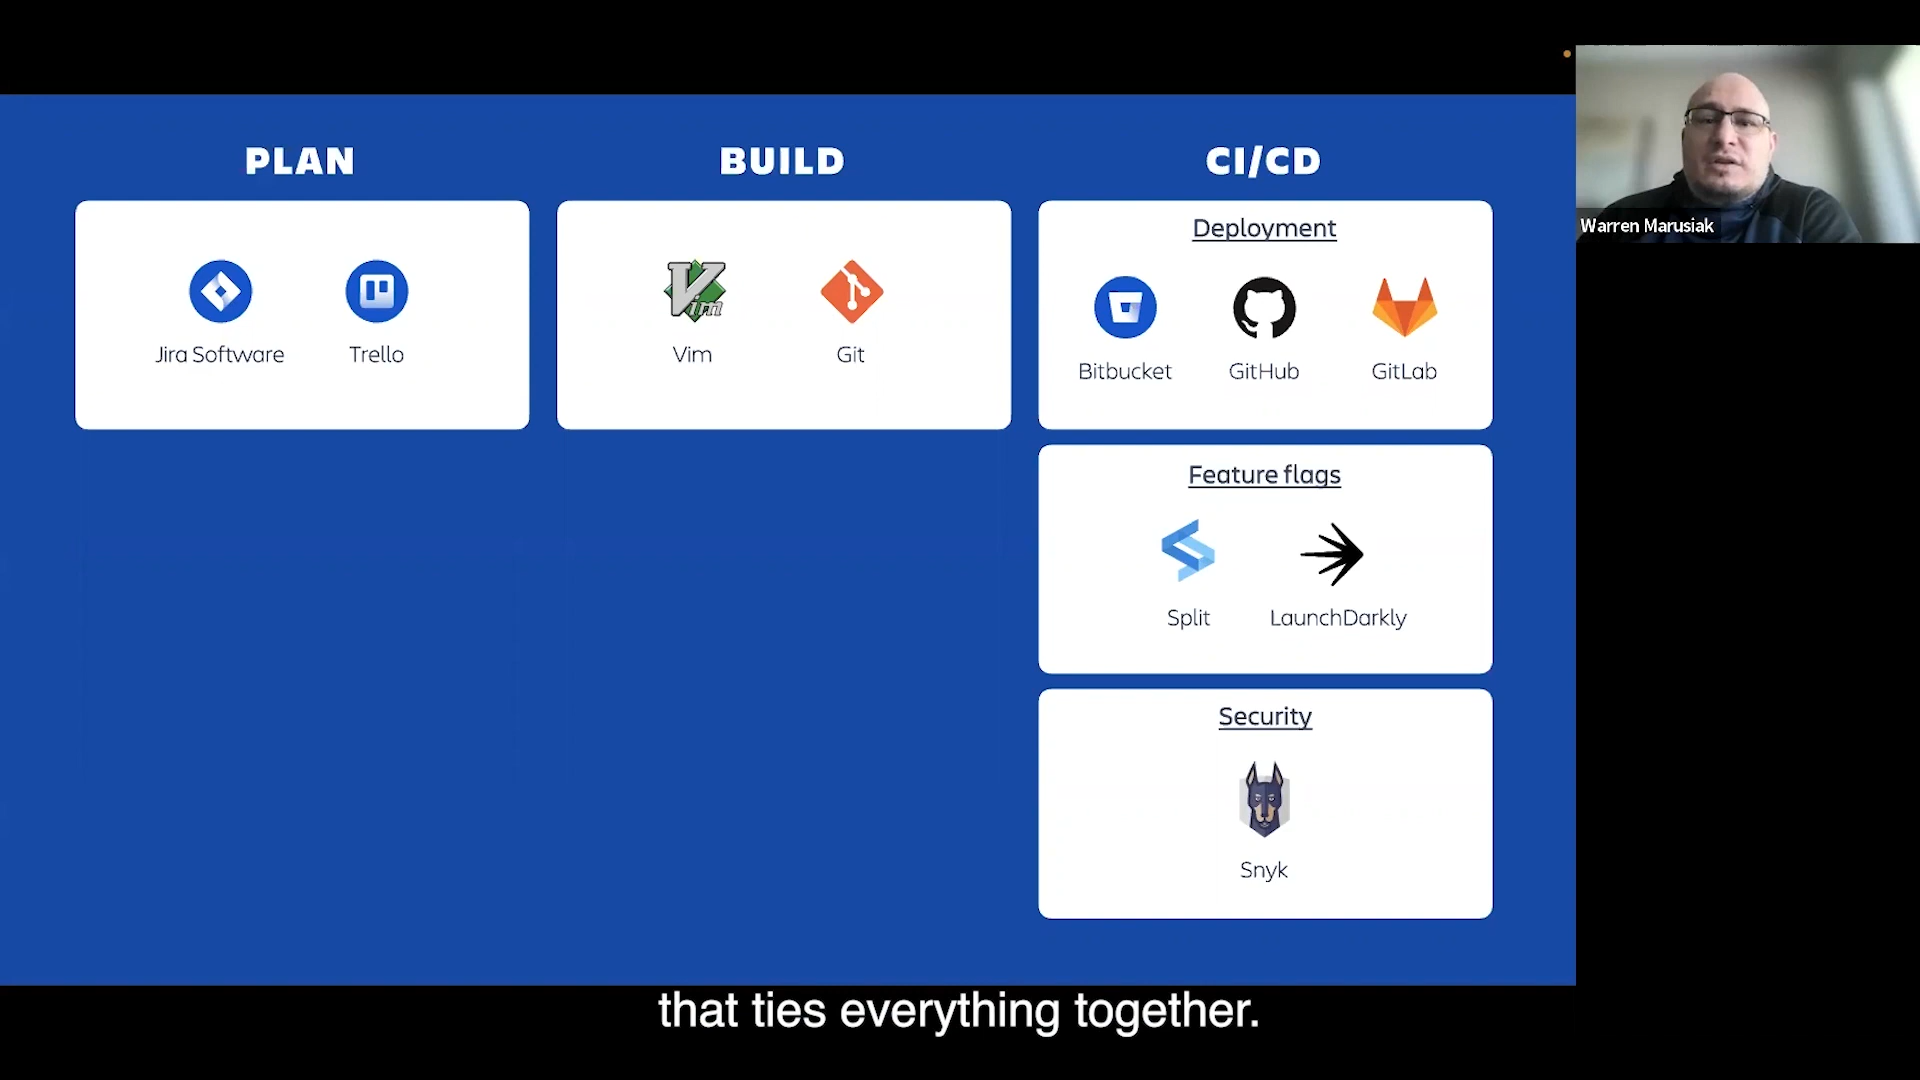 PLAN
BUILD
CI/CD
Jira Software
Trello
Vim
Vim
Git
Deployment
Bitbucket
GitHub
GitLab
Feature flags
Split
LaunchDarkly
Security
Snyk
Warren Marusiak
that ties everything together.